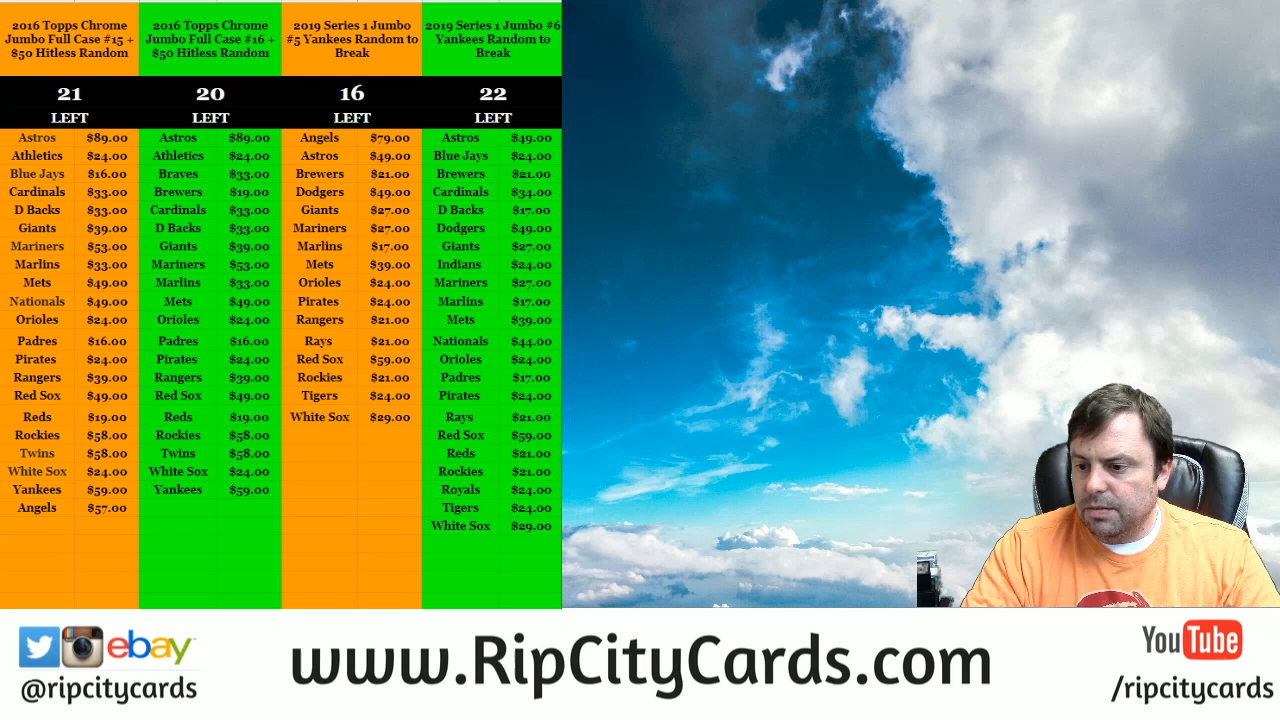 2016 Topps Chrome
Jumbo Full Case #15 +
$50 Hitless Random
21
LEFT
Astros $89.00
Athletics $24.00
Blue Jays $16.00
Cardinals $33.00
D Backs $33.00
Giants $39.00
Mariners $53.00
Marlins $33.00
Mets $49.00
Nationals $49.00
Orioles $24.00
Padres $16.00
Pirates $24.00
Rangers $39.00
Red Sox $49.00
Reds $19.00
Rockies $58.00
Twins $58.00
White Sox $24.00
Yankees $59.00
Angels $57.00
2016 Topps Chrome
Jumbo Full Case #16 +
$50 Hitless Random
20
LEFT
Astros $89.00
Athletics $24.00
Braves $33.00
Brewers $19.00
Cardinals $33.00
D Backs $33.00
Giants $39.00
Mariners $53.00
Marlins $33.00
Mets $49.00
Orioles $24.00
Padres $16.00
Pirates $24.00
Rangers $39.00
Red Sox $49.00
Reds $19.00
Rockies $58.00
Twins $58.00
White Sox $24.00
Yankees $59.00
2019 Series 1 Jumbo
#5 Yankees Random to
Break
16
LEFT
Angels $79.00
Astros $49.00
Brewers $21.00
Dodgers $49.00
Giants $27.00
Mariners $27.00
Marlins $17.00
Mets $39.00
Orioles $24.00
Pirates $24.00
Rangers $21.00
Rays $21.00
Red Sox $59.00
Rockies $21.00
Tigers $24.00
White Sox $29.00
2019 Series 1 Jumbo #6
Yankees Random to
Break
22
LEFT
Astros $49.00
Blue Jays $24.00
Brewers $21.00
Cardinals $34.00
D Backs $17.00
Dodgers $49.00
Giants $27.00
Indians $24.00
Mariners $27.00
Marlins $17.00
Mets $39.00
Nationals $44.00
Orioles $24.00
Padres $17.00
Pirates $24.00
Rays $21.00
Red Sox $59.00
Reds $21.00
Rockies $21.00
Royals $24.00
Tigers $24.00
White Sox $29.00
ebay
@ripcitycards
www.RipCityCards.com
YouTube
/ripcitycards